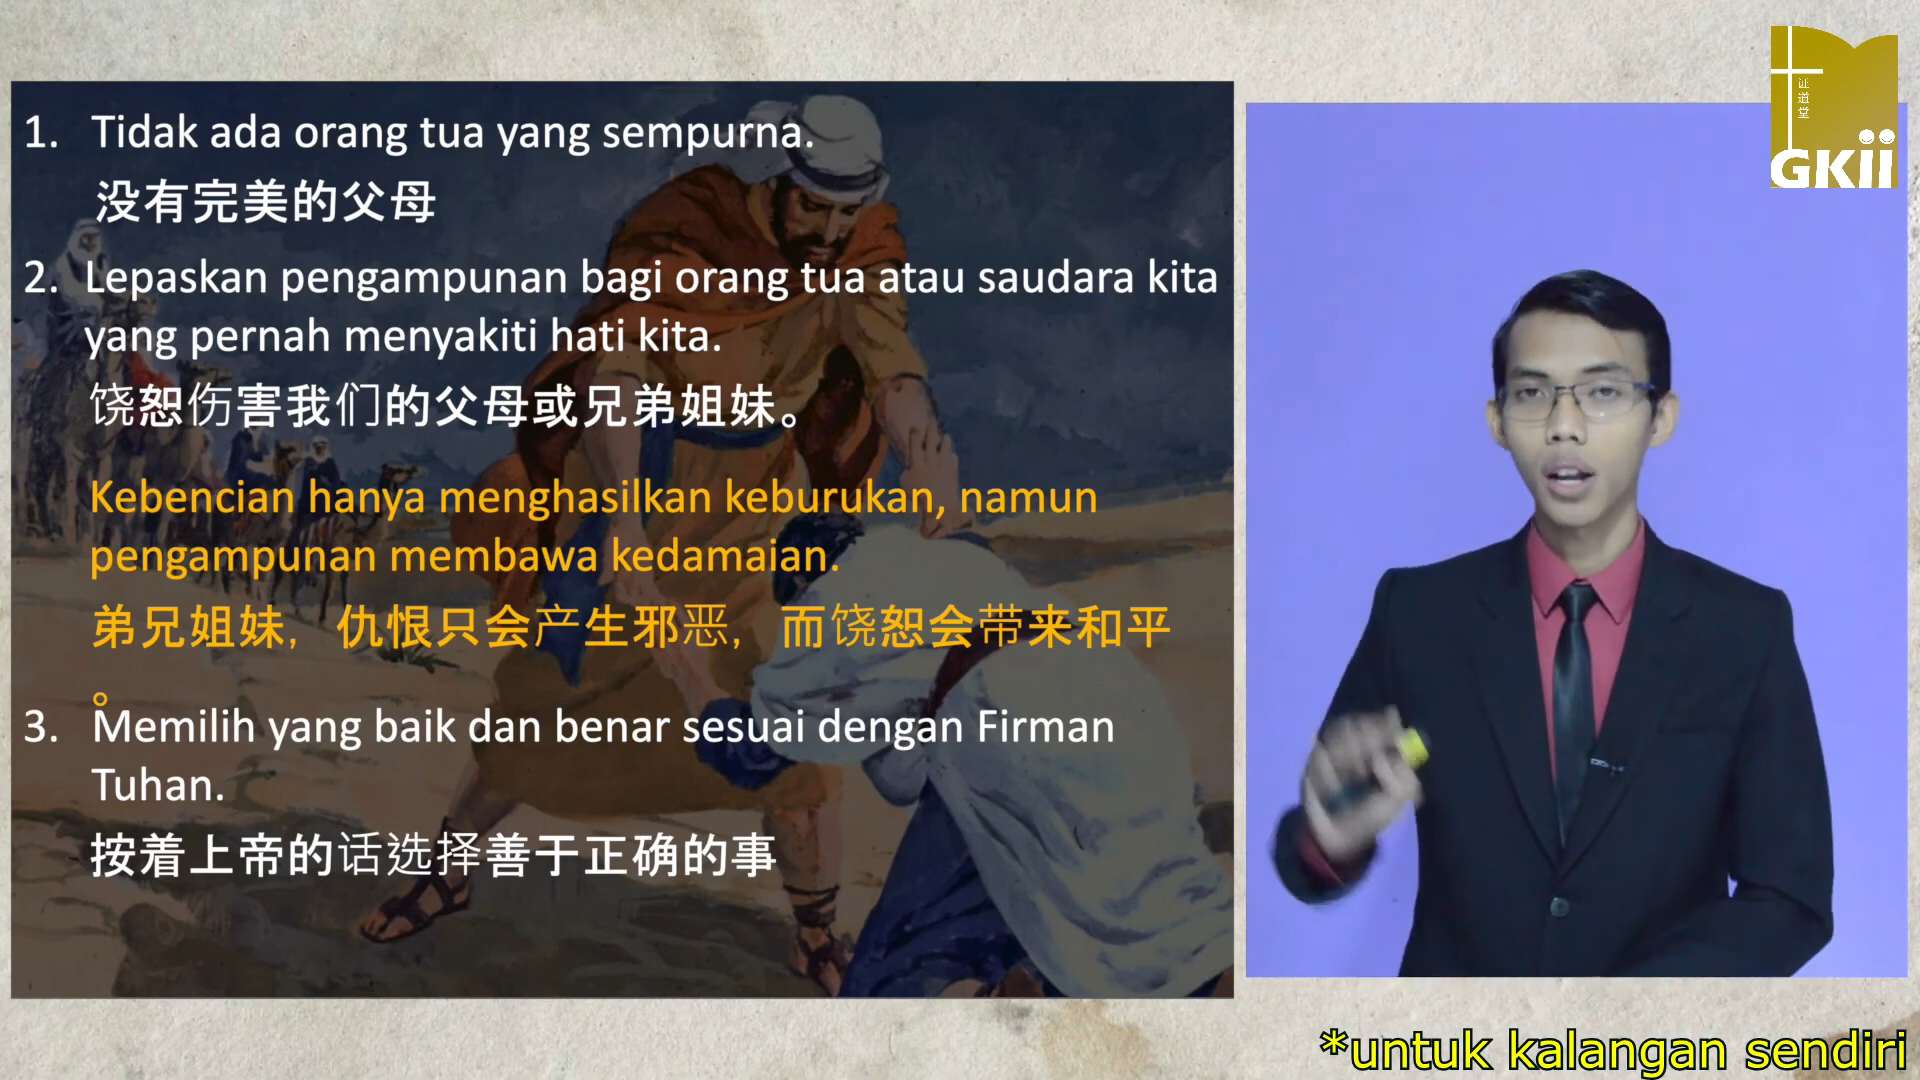 1. Tidak ada orang tua yang sempurna.
没有完美的父母
2. Lepaskan pengampunan bagi orang tua atau saudara kita
yang pernah menyakiti hati kita.
饶恕伤害我们的父母或兄弟姐妹。
Kebencian hanya menghasilkan keburukan, namun
pengampunan membawa kedamaian.
弟兄姐妹，仇恨只会产生邪恶，而饶恕会带来和平
。
3. Memilih yang baik dan benar sesuai dengan Firman
Tuhan.
按着上帝的话选择善于正确的事
证道堂
GKII
*untuk kalangan sendiri